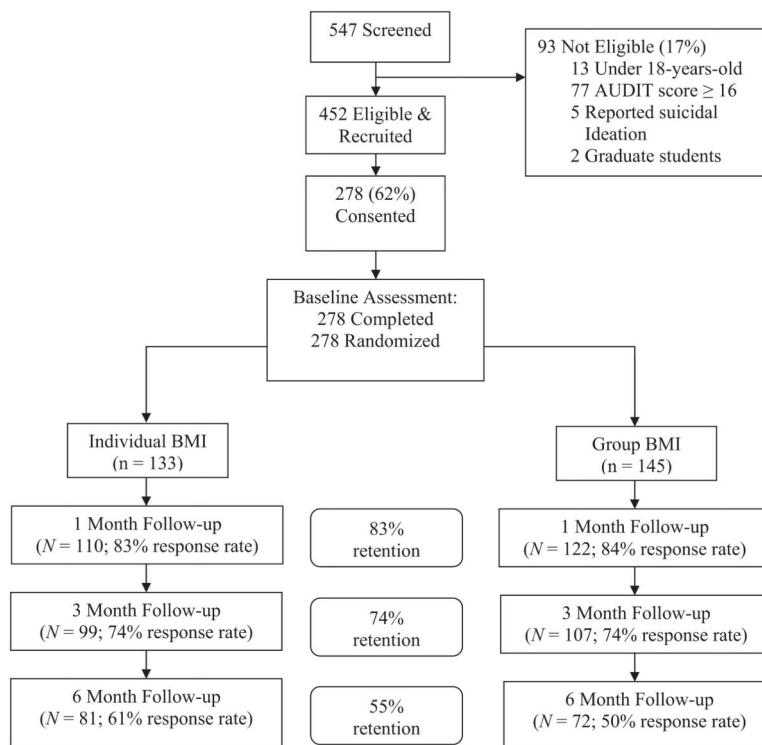 547 Screened
93 Not Eligible (17%)
13 Under 18-years-old
77 AUDIT score ≥ 16
5 Reported suicidal
Ideation
2 Graduate students
452 Eligible &
Recruited
278 (62%)
Consented
Baseline Assessment:
278 Completed
278 Randomized
Individual BMI
(n = 133)
Group BMI
(n = 145)
1 Month Follow-up
(N = 110; 83% response rate)
83%
retention
1 Month Follow-up
(N = 122; 84% response rate)
3 Month Follow-up
(N = 99; 74% response rate)
74%
retention
3 Month Follow-up
(N = 107; 74% response rate)
6 Month Follow-up
(N = 81; 61% response rate)
55%
retention
6 Month Follow-up
(N = 72; 50% response rate)